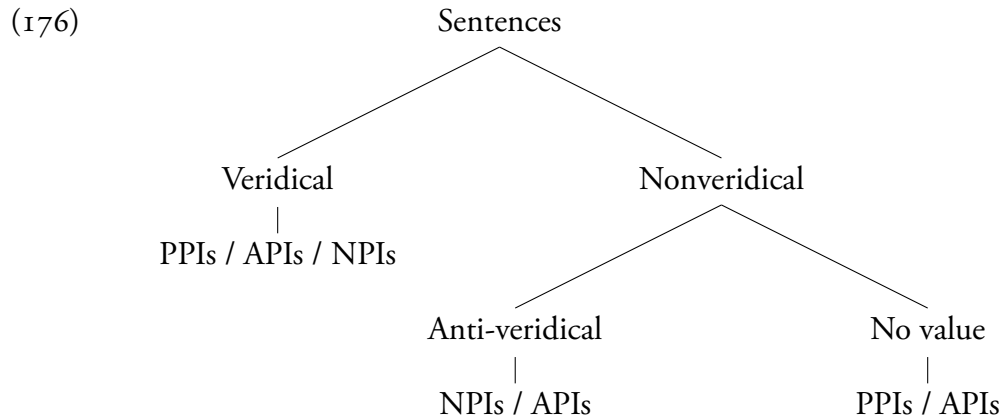 (176) Sentences
Veridical Nonveridical
PPIs / APIs / NPIs
Anti-veridical No value
NPIs / APIs PPIs / APIs